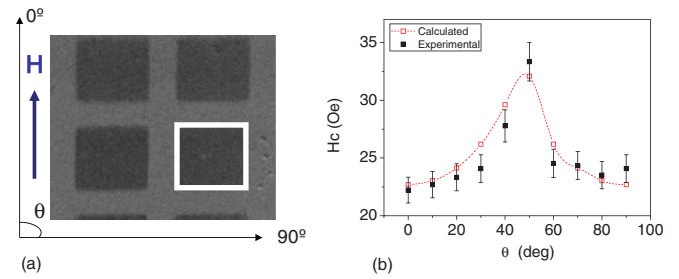 0º
H
θ
90º
(a)
Calculated
Experimental
Hc (Oe)
35
30
25
20
0
20
40
60
80
100
θ (deg)
(b)